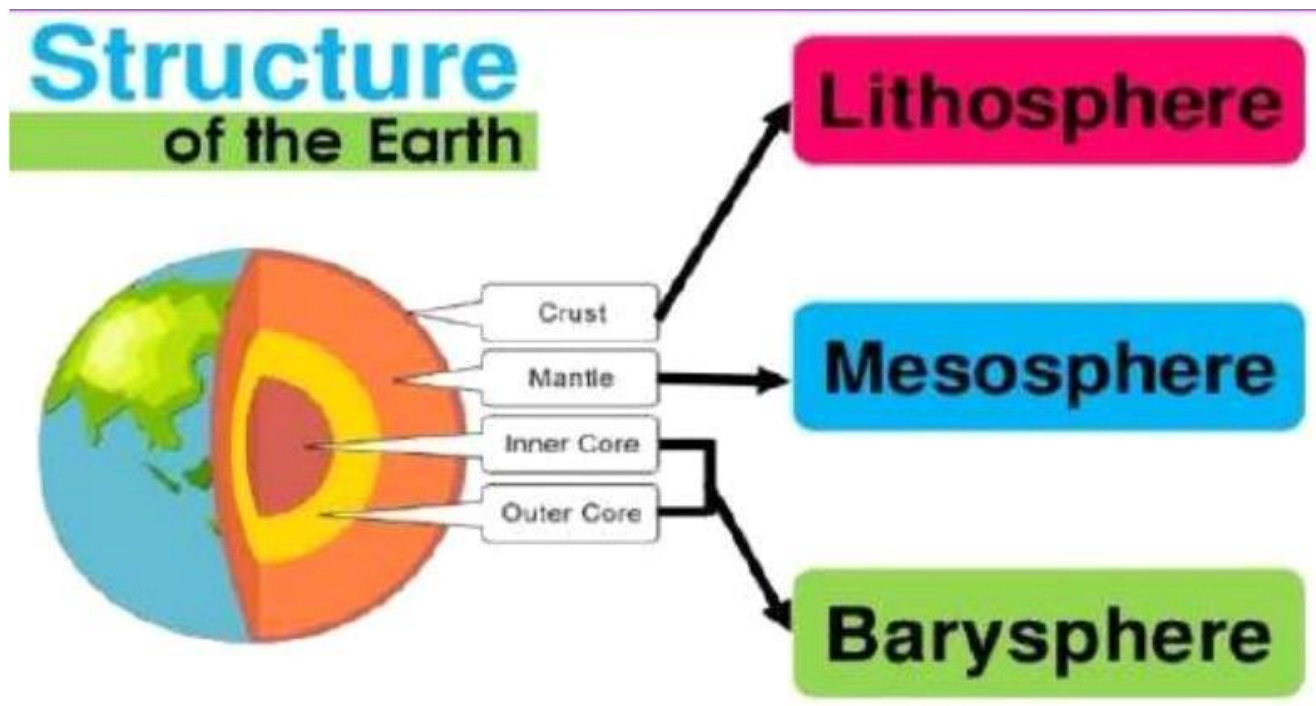 Structure
of the Earth
Lithosphere
Crust
Mantle
Mesosphere
Inner Core
Outer Core
Barysphere